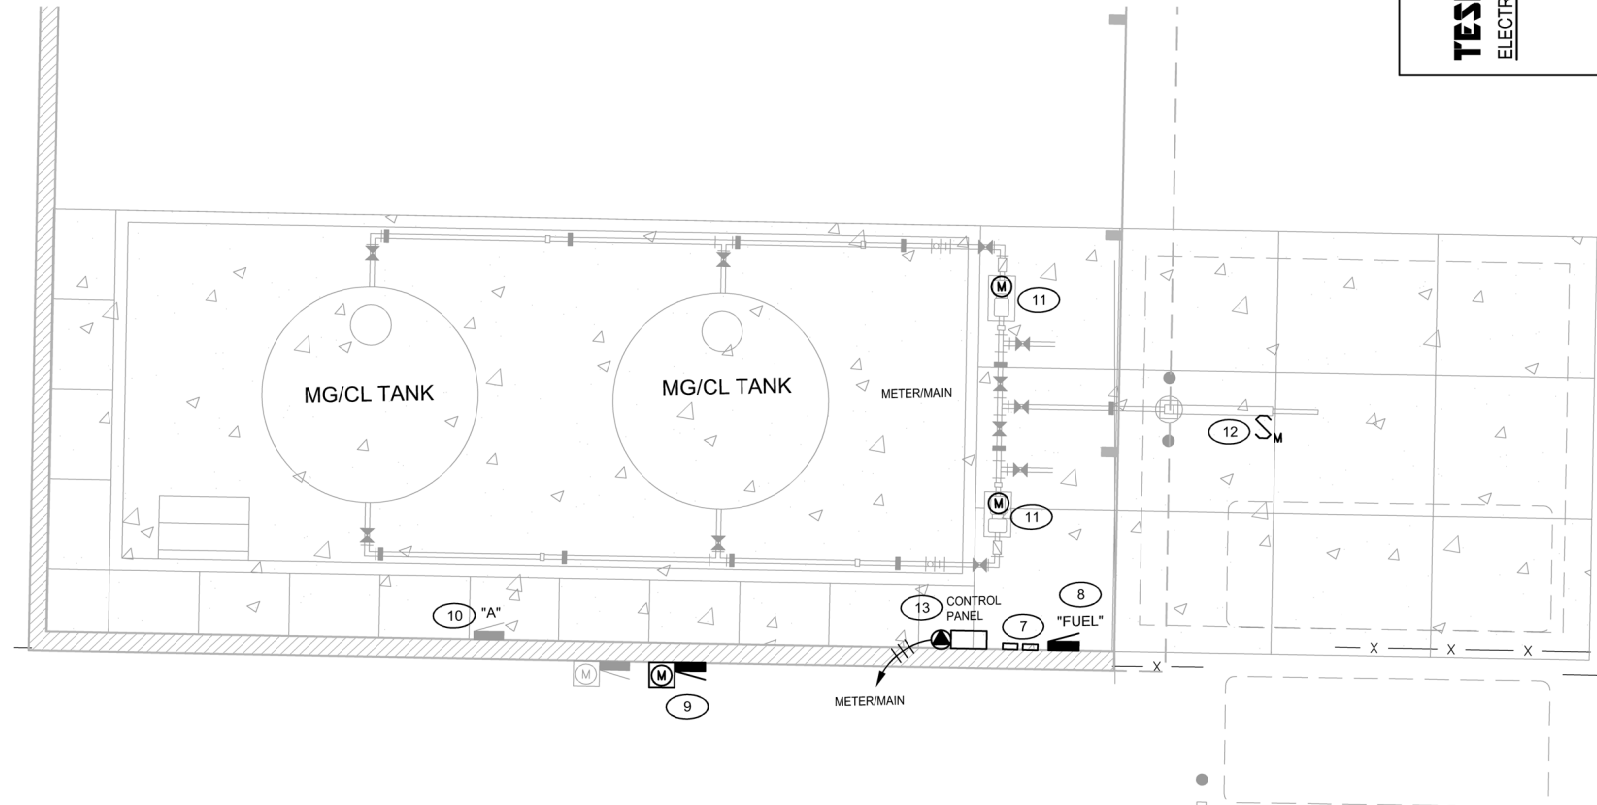 ELECTR
M
11
MG/CL TANK
MG/CL TANK
METER/MAIN
12
M
M
11
8
10
"A"
13
CONTROL
PANEL
7
"FUEL"
M
M
9
METER/MAIN
X
X
X
X